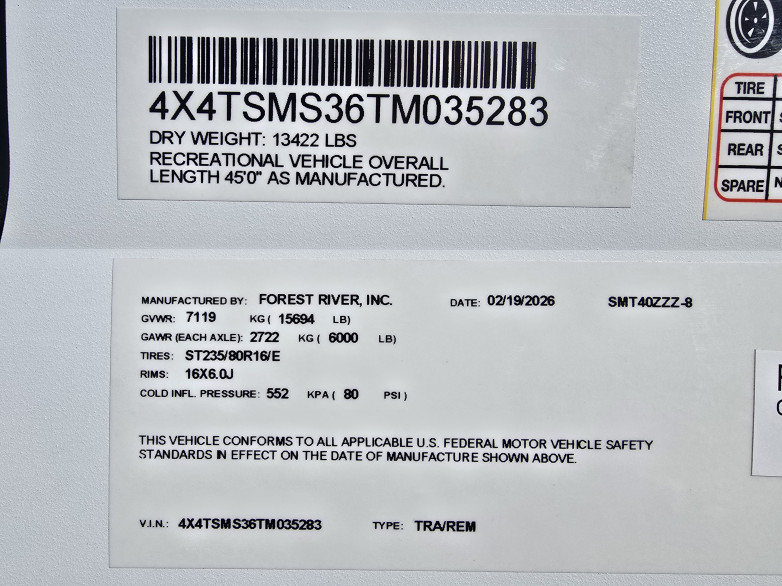 4X4TSMS36TM035283
DRY WEIGHT: 13422 LBS
RECREATIONAL VEHICLE OVERALL
LENGTH 45'0" AS MANUFACTURED.
TIRE
FRONT
REAR
SPARE
MANUFACTURED BY: FOREST RIVER, INC. DATE: 02/19/2026 SMT40ZZZ-8
GVWR: 7119 KG ( 15694 LB)
GAWR (EACH AXLE): 2722 KG ( 6000 LB)
TIRES: ST235/80R16/E
RIMS: 16X6.0J
COLD INFL. PRESSURE: 552 KPA ( 80 PSI )
THIS VEHICLE CONFORMS TO ALL APPLICABLE U.S. FEDERAL MOTOR VEHICLE SAFETY
STANDARDS IN EFFECT ON THE DATE OF MANUFACTURE SHOWN ABOVE.
V.I.N.: 4X4TSMS36TM035283 TYPE: TRA/REM